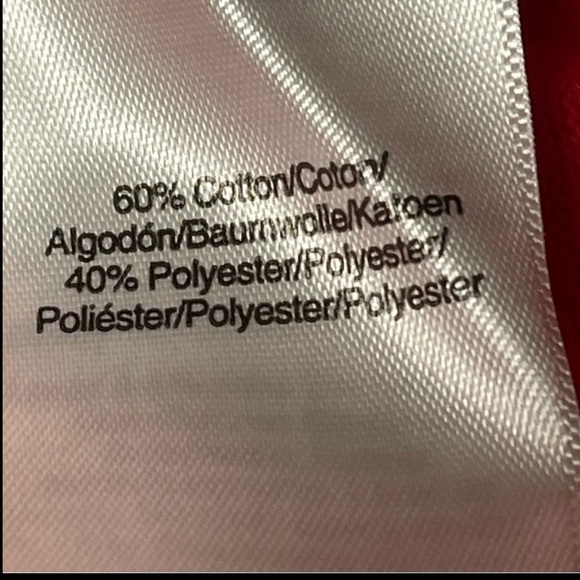 60% Cotton/Coton/
Algodón/Baumwolle/Katoen
40% Polyester/Polyester/
Poliéster/Polyester/Polyester